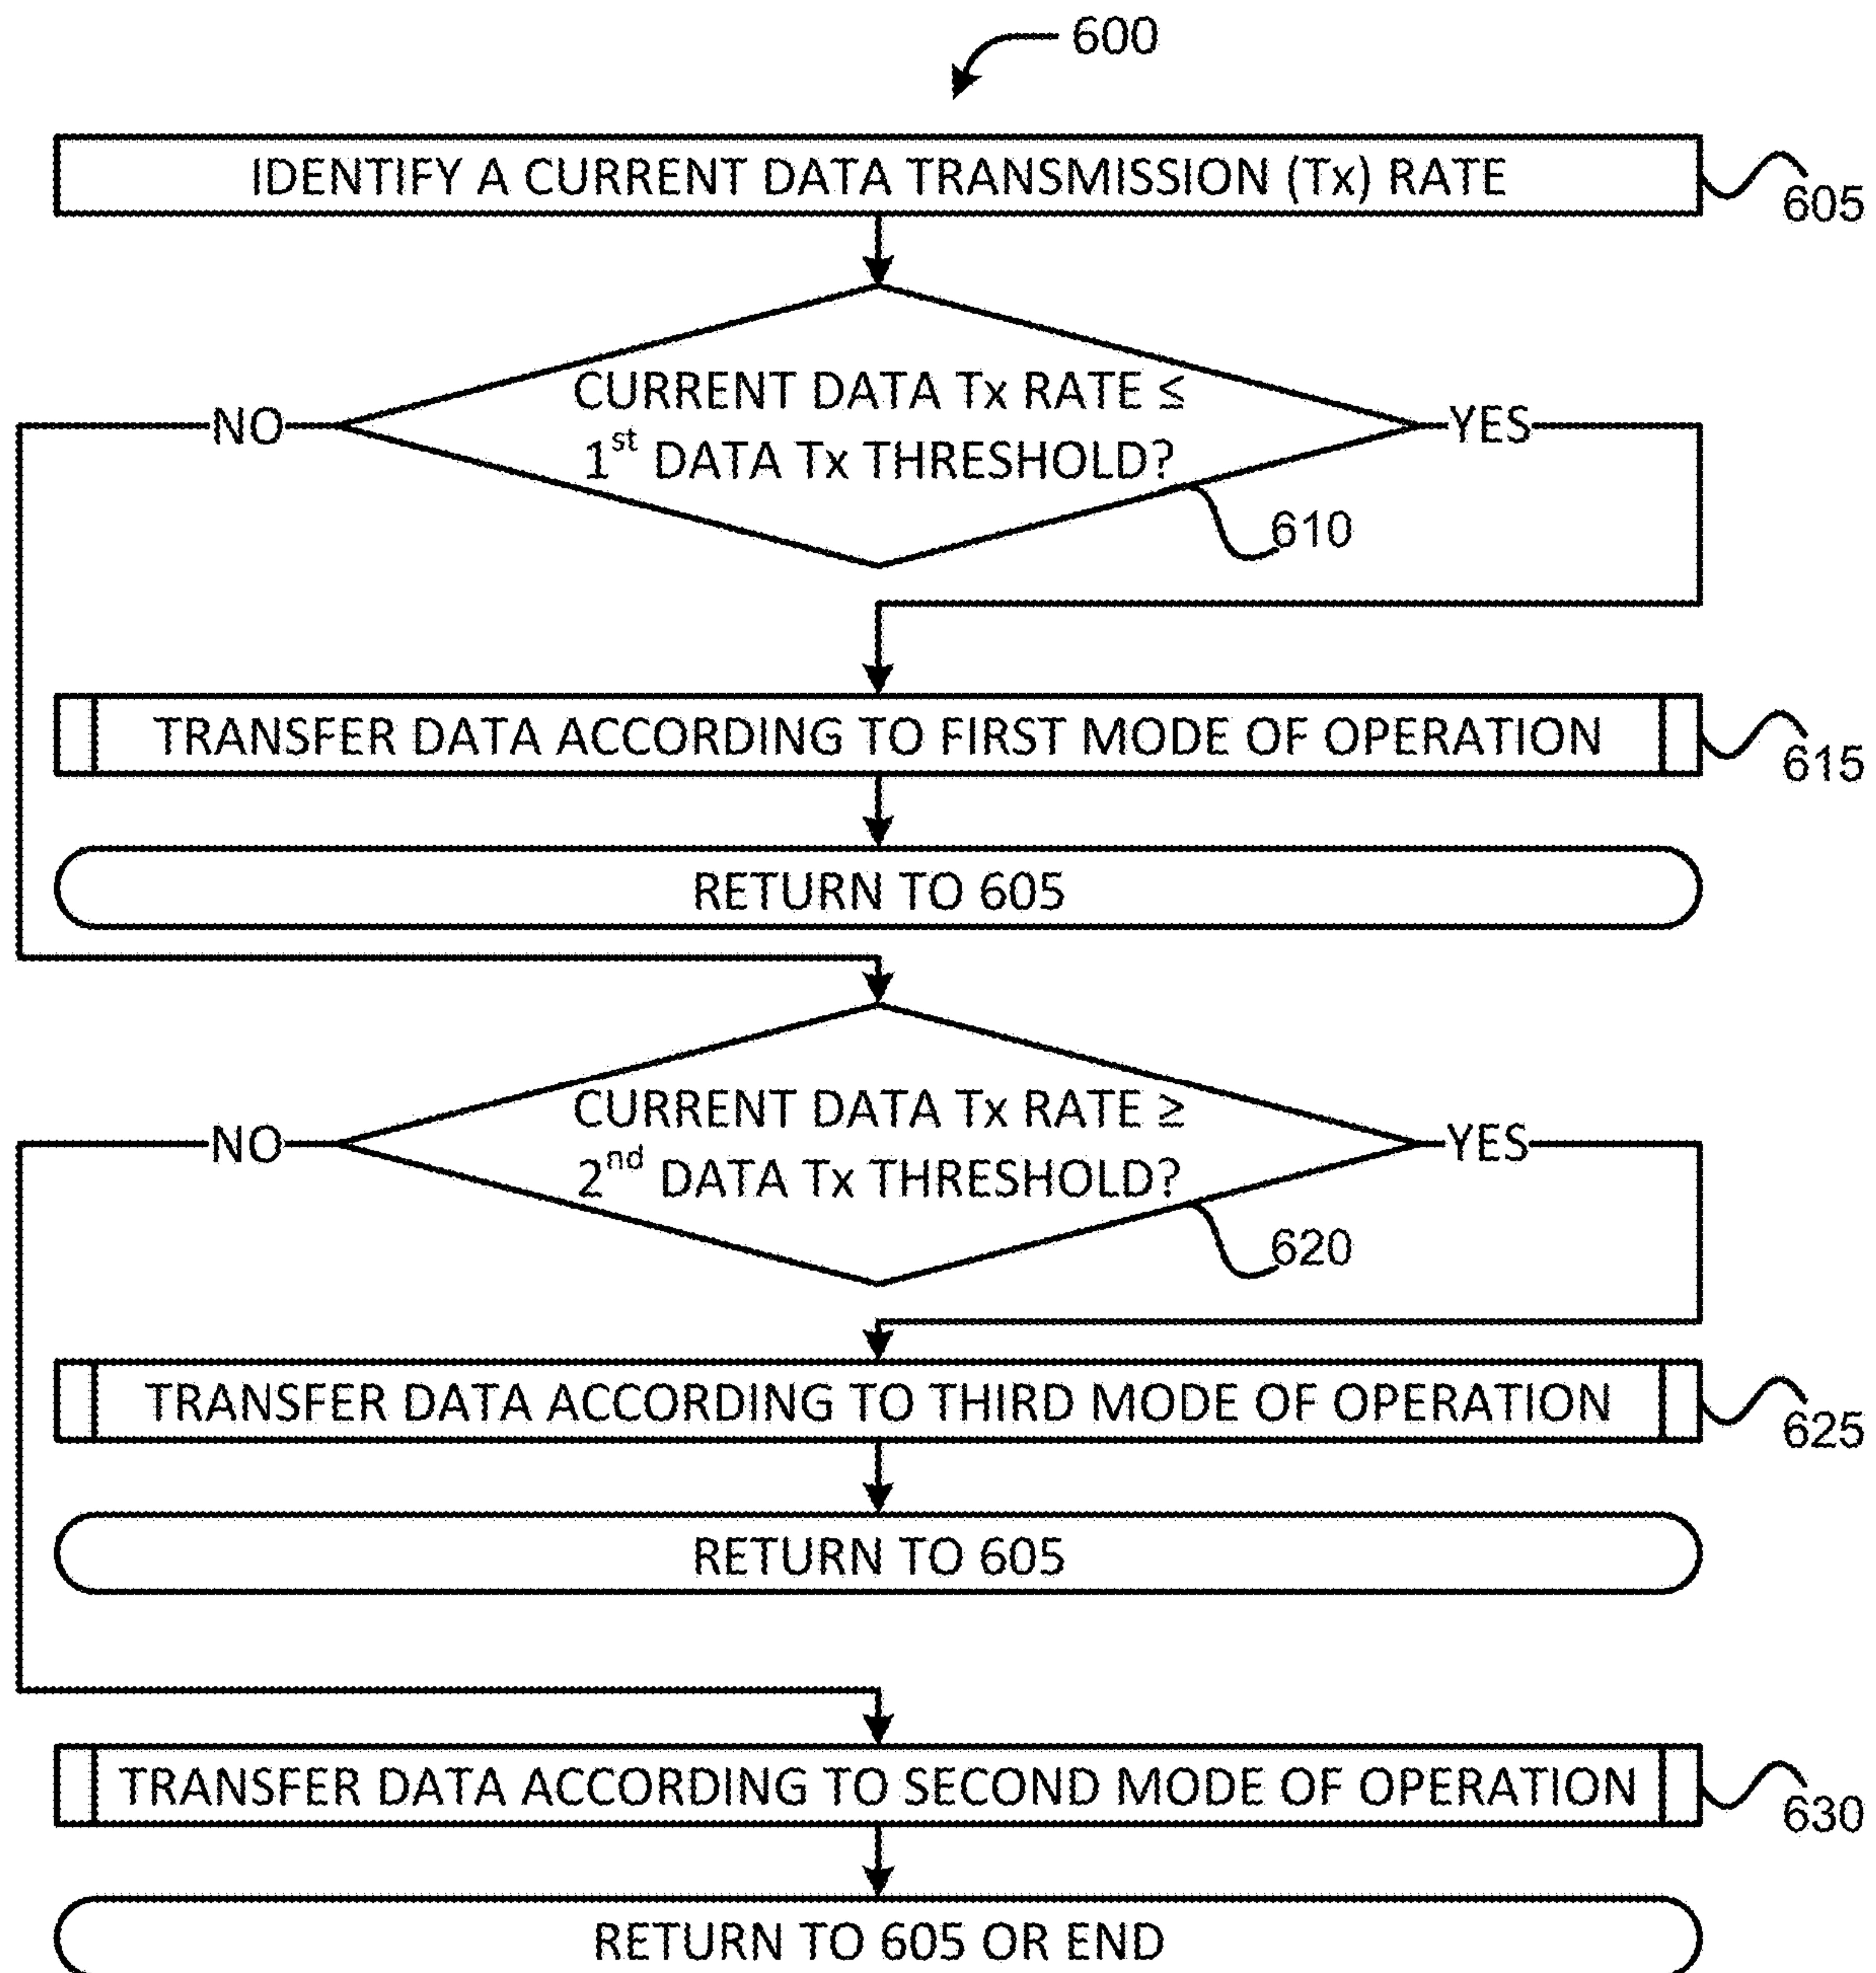 600
IDENTIFY A CURRENT DATA TRANSMISSION (Tx) RATE
605
CURRENT DATA Tx RATE ≤
NO
YES
1st DATA Tx THRESHOLD?
610
TRANSFER DATA ACCORDING TO FIRST MODE OF OPERATION
615
RETURN TO 605
CURRENT DATA Tx RATE ≥
NO
YES
2nd DATA Tx THRESHOLD?
620
TRANSFER DATA ACCORDING TO THIRD MODE OF OPERATION
625
RETURN TO 605
TRANSFER DATA ACCORDING TO SECOND MODE OF OPERATION
630
RETURN TO 605 OR END